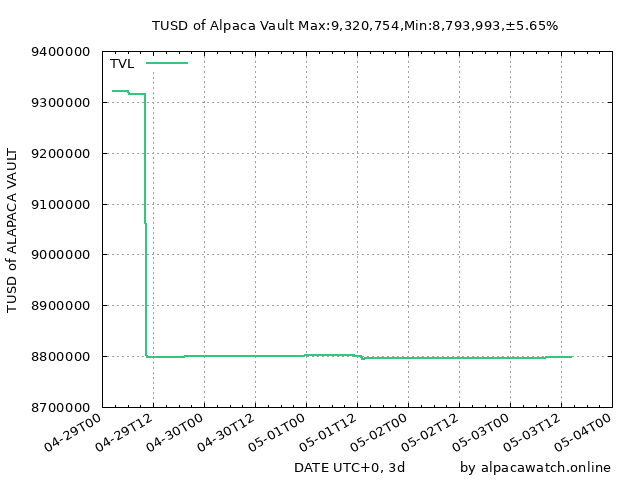 TUSD of Alpaca Vault Max:9,320,754,Min:8,793,993,±5.65%
TVL
9400000
9300000
9200000
9100000
9000000
8900000
8800000
8700000
TUSD of ALAPACA VAULT
04-29T00
04-29T12
04-30T00
04-30T12
05-01T00
05-01T12
05-02T00
05-02T12
05-03T00
05-03T12
05-04T00
DATE UTC+0, 3d
by alpacawatch.online